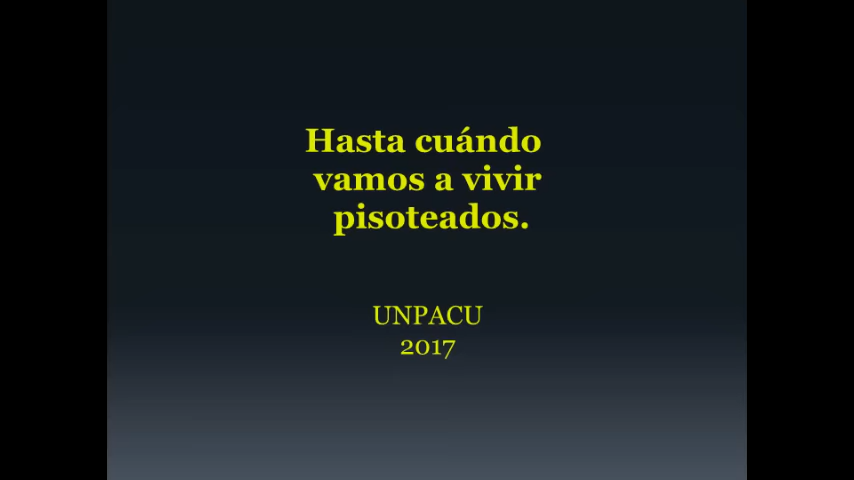 Hasta cuándo
vamos a vivir
pisoteados.
UNPACU
2017